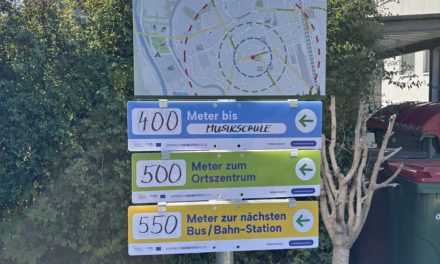 400
Meter bis
MUSIKSCHULE
500
Meter zum
Ortszentrum
550
Meter zur nächsten
Bus/Bahn-Station